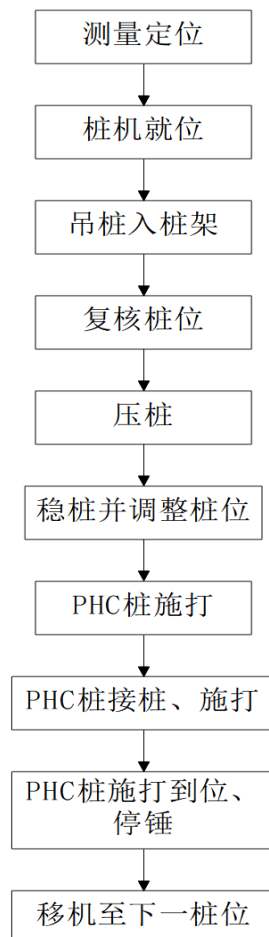 测量定位
桩机就位
吊桩入桩架
复核桩位
压桩
稳桩并调整桩位
PHC桩施打
PHC桩接桩、施打
PHC桩施打到位、
停锤
移机至下一桩位